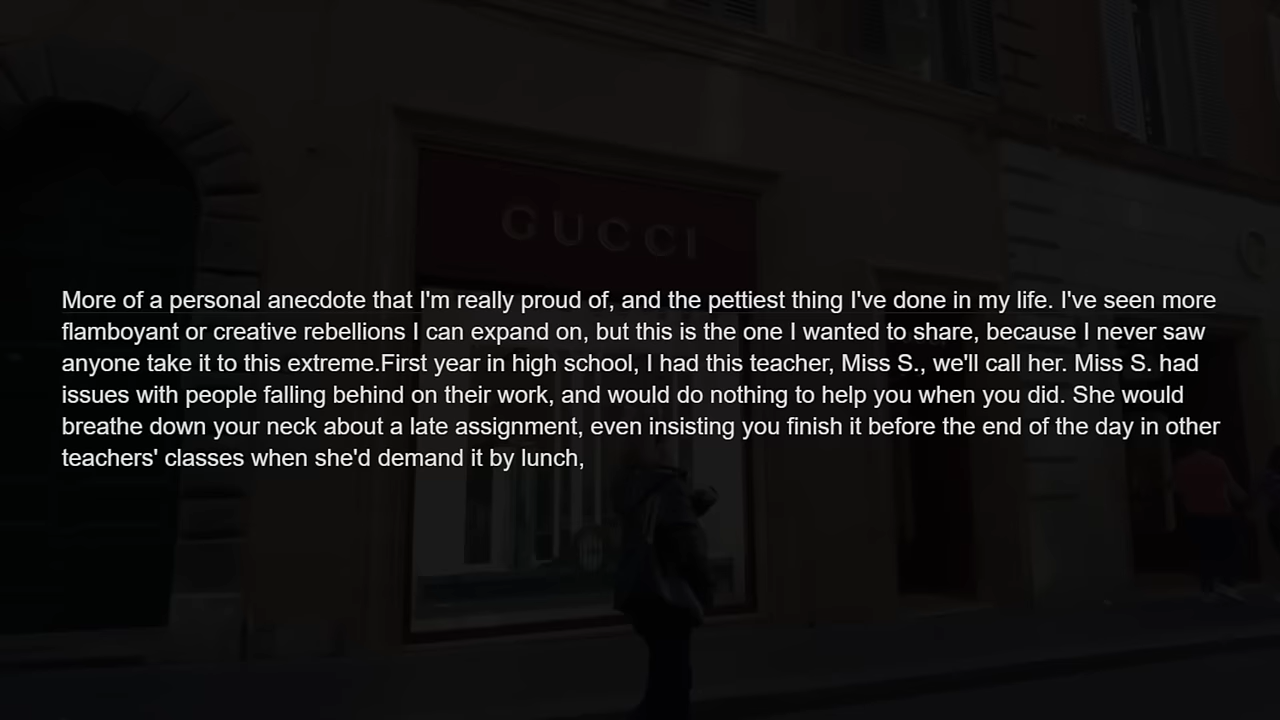 GUCCI
More of a personal anecdote that I'm really proud of, and the pettiest thing I've done in my life. I've seen more
flamboyant or creative rebellions I can expand on, but this is the one I wanted to share, because I never saw
anyone take it to this extreme.First year in high school, I had this teacher, Miss S., we'll call her. Miss S. had
issues with people falling behind on their work, and would do nothing to help you when you did. She would
breathe down your neck about a late assignment, even insisting you finish it before the end of the day in other
teachers' classes when she'd demand it by lunch,